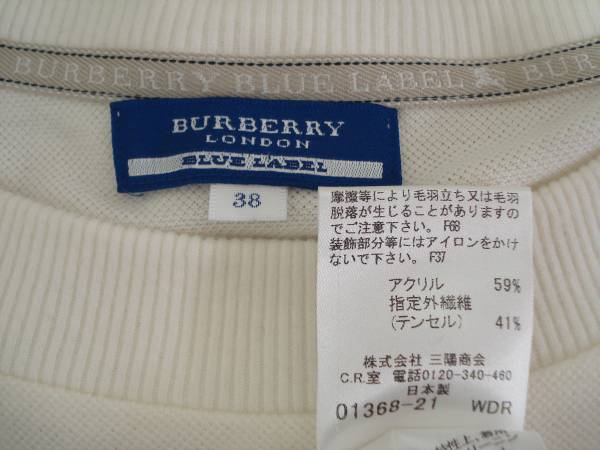 BURBERRY BLUE LABEL BUR
BURBERRY
LONDON
BLUE LABEL
38
摩擦等により毛羽立ち又は毛羽
脱落が生じることがありますの
でご注意下さい。F68
装飾部分等にはアイロンをかけ
ないで下さい。F37
アクリル 59%
指定外繊維
(テンセル) 41%
株式会社 三陽商会
C.R.室 電話0120-340-460
日本製
01368-21 WDR